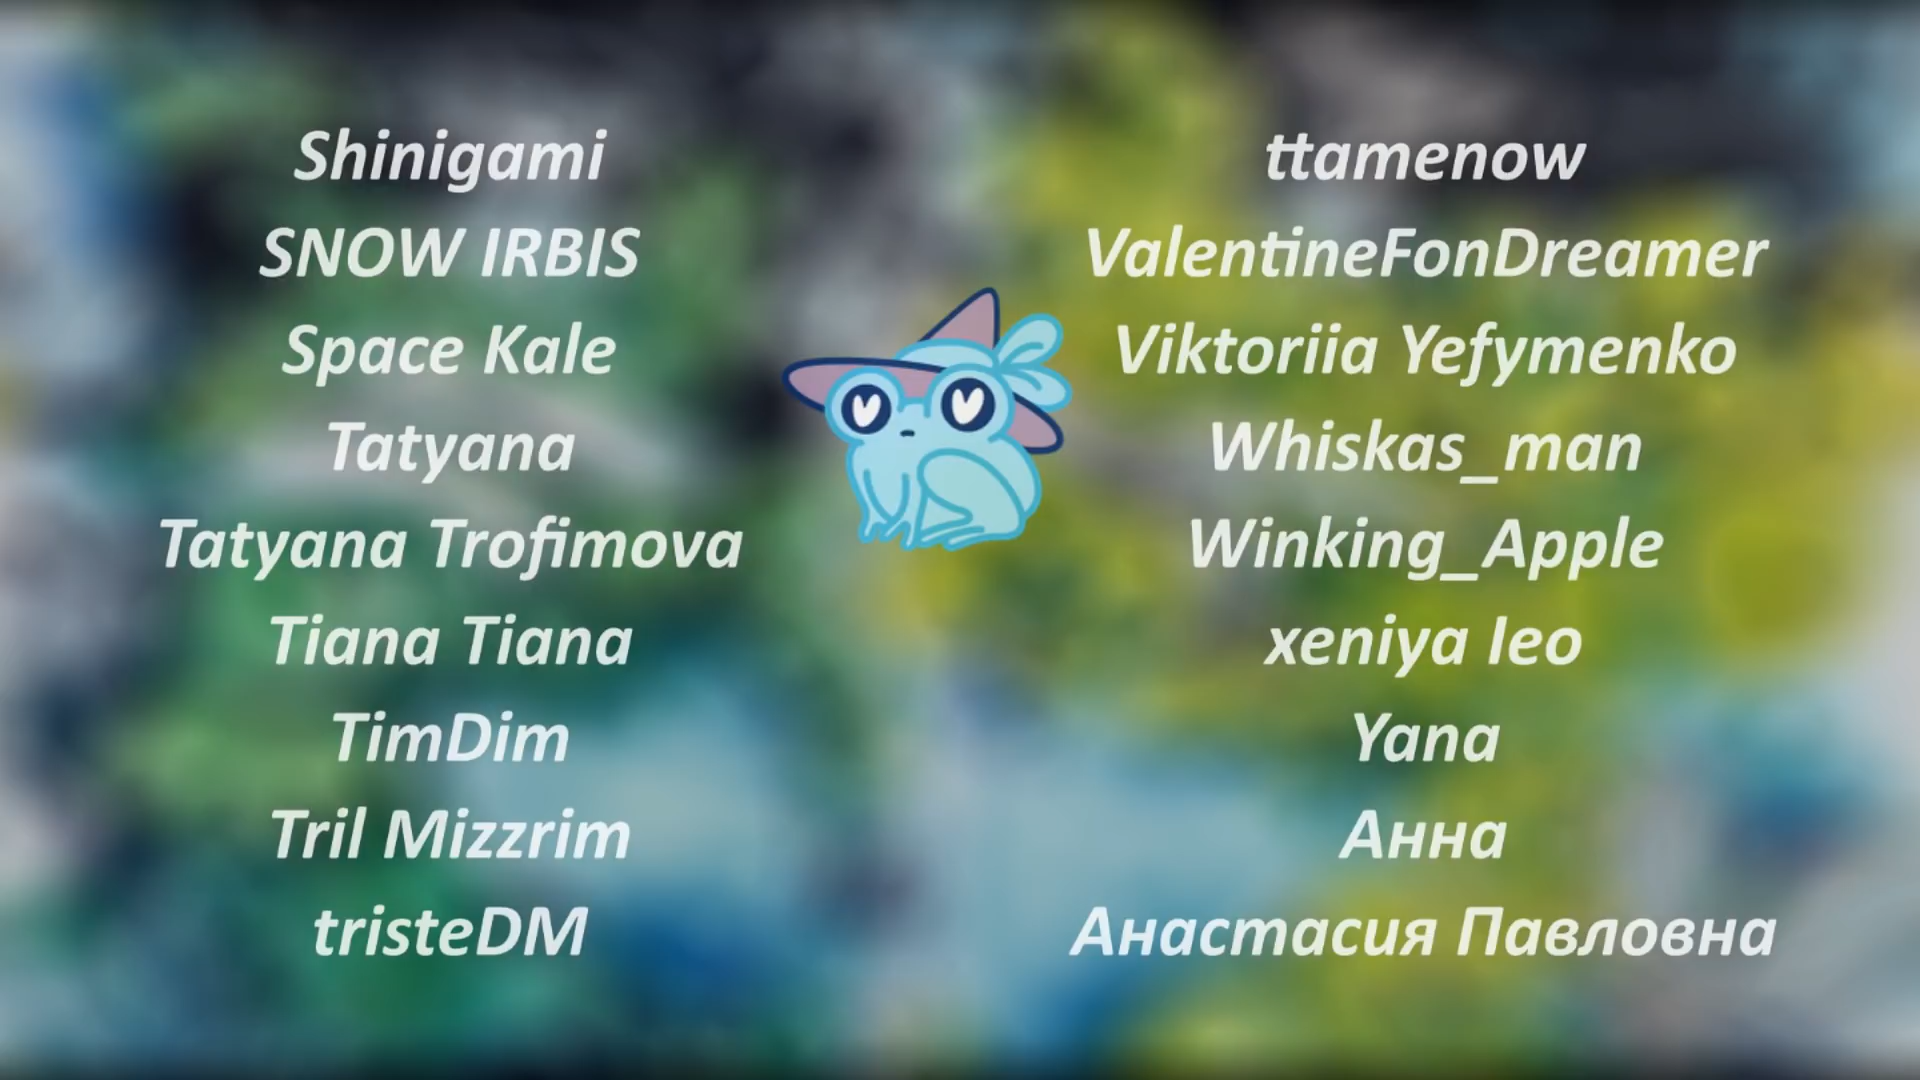 Shinigami
SNOW IRBIS
Space Kale
Tatyana
Tatyana Trofimova
Tiana Tiana
TimDim
Tril Mizzrim
tristeDM
ttamenow
ValentineFonDreamer
Viktoriia Yefymenko
Whiskas_man
Winking_Apple
xeniya leo
Yana
Анна
Анастасия Павловна